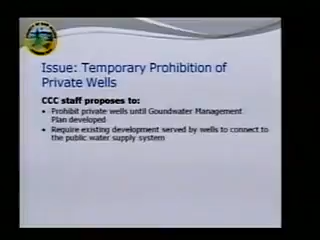 Issue: Temporary Prohibition of
Private Wells
CCC staff proposes to:
• Prohibit private wells until Goundwater Management
Plan developed
• Require existing development served by wells to connect to
the public water supply system